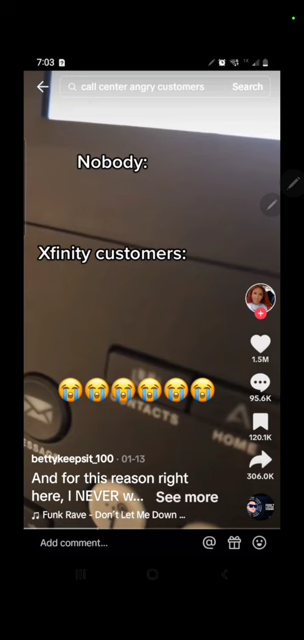 7:03
call center angry customers Search
Nobody:
Xfinity customers:
😭😭😭😭😭😭
1.5M
95.6K
120.1K
306.0K
CONTACTS
HOME
bettykeepsit_100 · 01-13
And for this reason right
here, I NEVER w... See more
♫ Funk Rave - Don't Let Me Down ...
Add comment... @